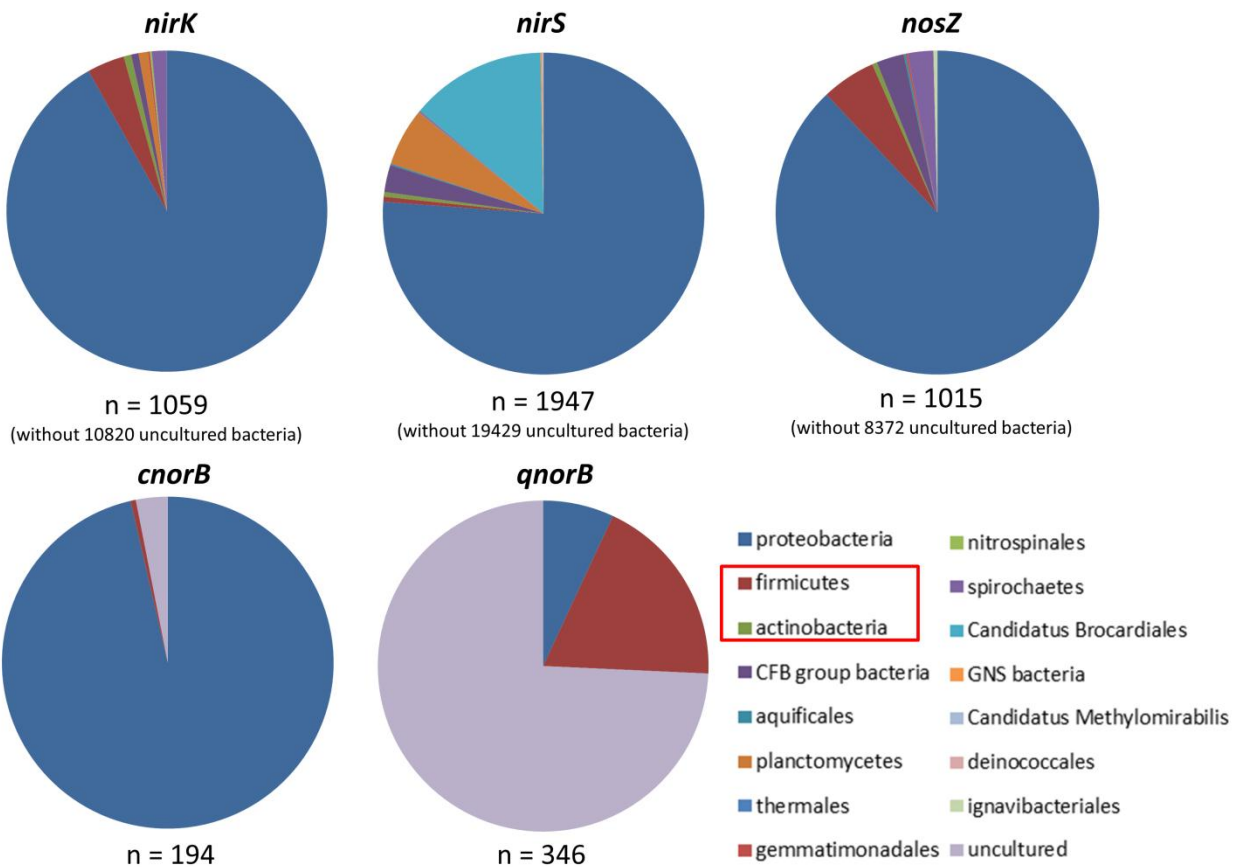 nirK
nirS
nosZ
n = 1059
(without 10820 uncultured bacteria)
n = 1947
(without 19429 uncultured bacteria)
n = 1015
(without 8372 uncultured bacteria)
cnorB
qnorB
n = 194
n = 346
proteobacteria
firmicutes
actinobacteria
CFB group bacteria
aquificales
planctomycetes
thermales
gemmatimonadales
nitrospinales
spirochaetes
Candidatus Brocardiales
GNS bacteria
Candidatus Methylomirabilis
deinococcales
ignavibacteriales
uncultured